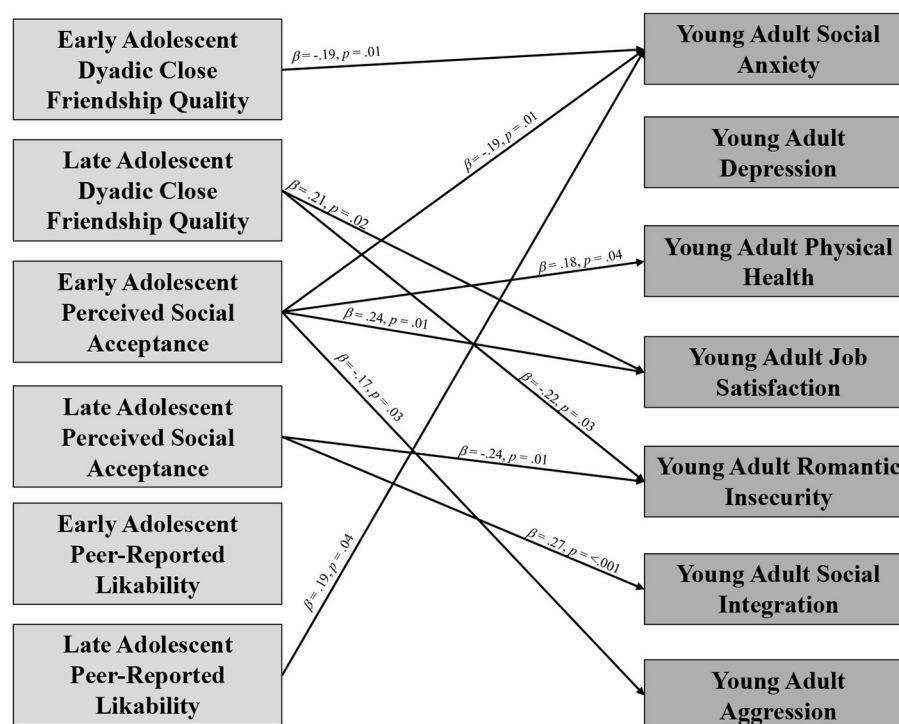 Early Adolescent
Dyadic Close
Friendship Quality
Late Adolescent
Dyadic Close
Friendship Quality
Early Adolescent
Perceived Social
Acceptance
Late Adolescent
Perceived Social
Acceptance
Early Adolescent
Peer-Reported
Likability
Late Adolescent
Peer-Reported
Likability
β = -.19, p = .01
β = -.19, p = .01
β = .21, p = .02
β = .18, p = .04
β = .24, p = .01
β = -.17, p = .03
β = -.22, p = .03
β = -.24, p = .01
β = .27, p = <.001
β = .19, p = .04
Young Adult Social
Anxiety
Young Adult
Depression
Young Adult Physical
Health
Young Adult Job
Satisfaction
Young Adult Romantic
Insecurity
Young Adult Social
Integration
Young Adult
Aggression